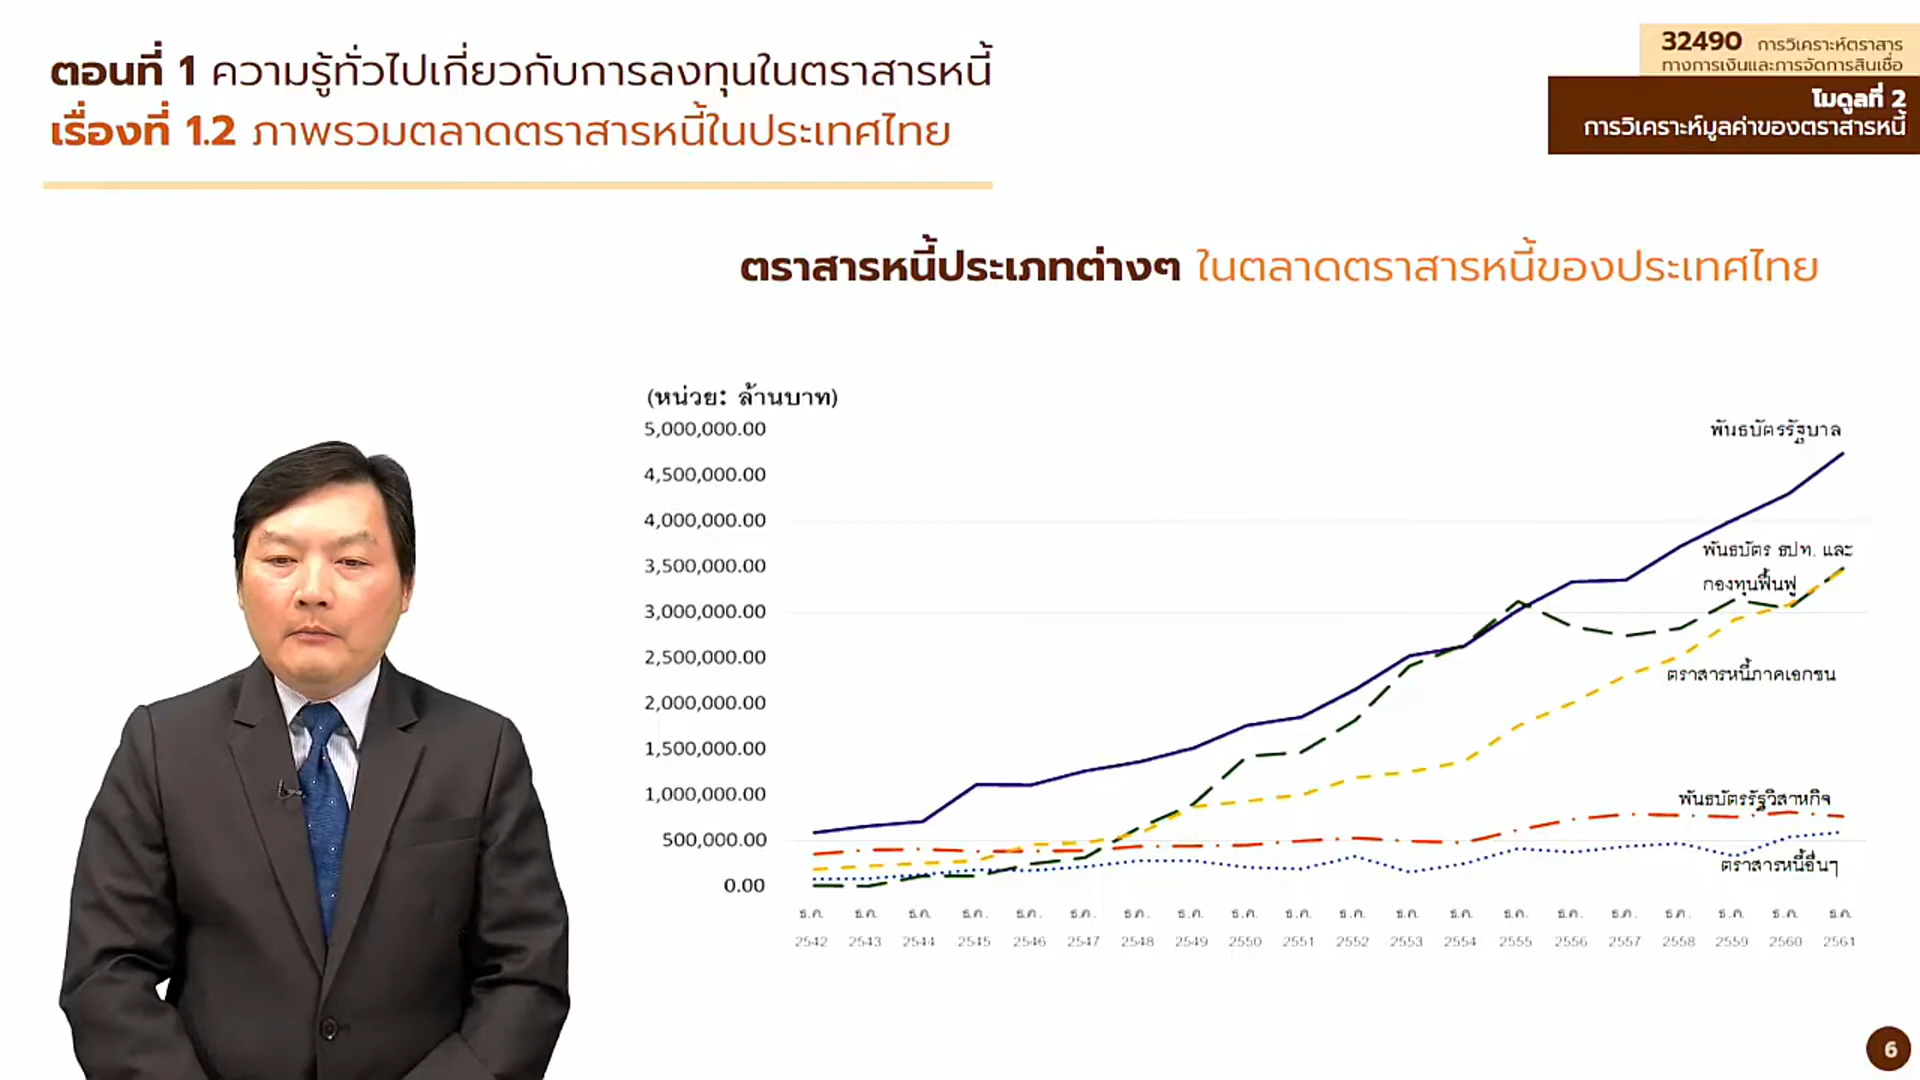 ตอนที่ 1 ความรู้ทั่วไปเกี่ยวกับการลงทุนในตราสารหนี้
เรื่องที่ 1.2 ภาพรวมตลาดตราสารหนี้ในประเทศไทย
32490 การวิเคราะห์ตราสาร
ทางการเงินและการจัดการสินเชื่อ
โมดูลที่ 2
การวิเคราะห์มูลค่าของตราสารหนี้
ตราสารหนี้ประเภทต่างๆ ในตลาดตราสารหนี้ของประเทศไทย
(หน่วย: ล้านบาท)
5,000,000.00
4,500,000.00
4,000,000.00
3,500,000.00
3,000,000.00
2,500,000.00
2,000,000.00
1,500,000.00
1,000,000.00
500,000.00
0.00
พันธบัตรรัฐบาล
พันธบัตร ธปท. และ
กองทุนฟื้นฟู
ตราสารหนี้ภาคเอกชน
พันธบัตรรัฐวิสาหกิจ
ตราสารหนี้อื่นๆ
ธ.ค. ธ.ค. ธ.ค. ธ.ค. ธ.ค. ธ.ค. ธ.ค. ธ.ค. ธ.ค. ธ.ค. ธ.ค. ธ.ค. ธ.ค. ธ.ค. ธ.ค. ธ.ค. ธ.ค. ธ.ค. ธ.ค. ธ.ค.
2542 2543 2544 2545 2546 2547 2548 2549 2550 2551 2552 2553 2554 2555 2556 2557 2558 2559 2560 2561
6